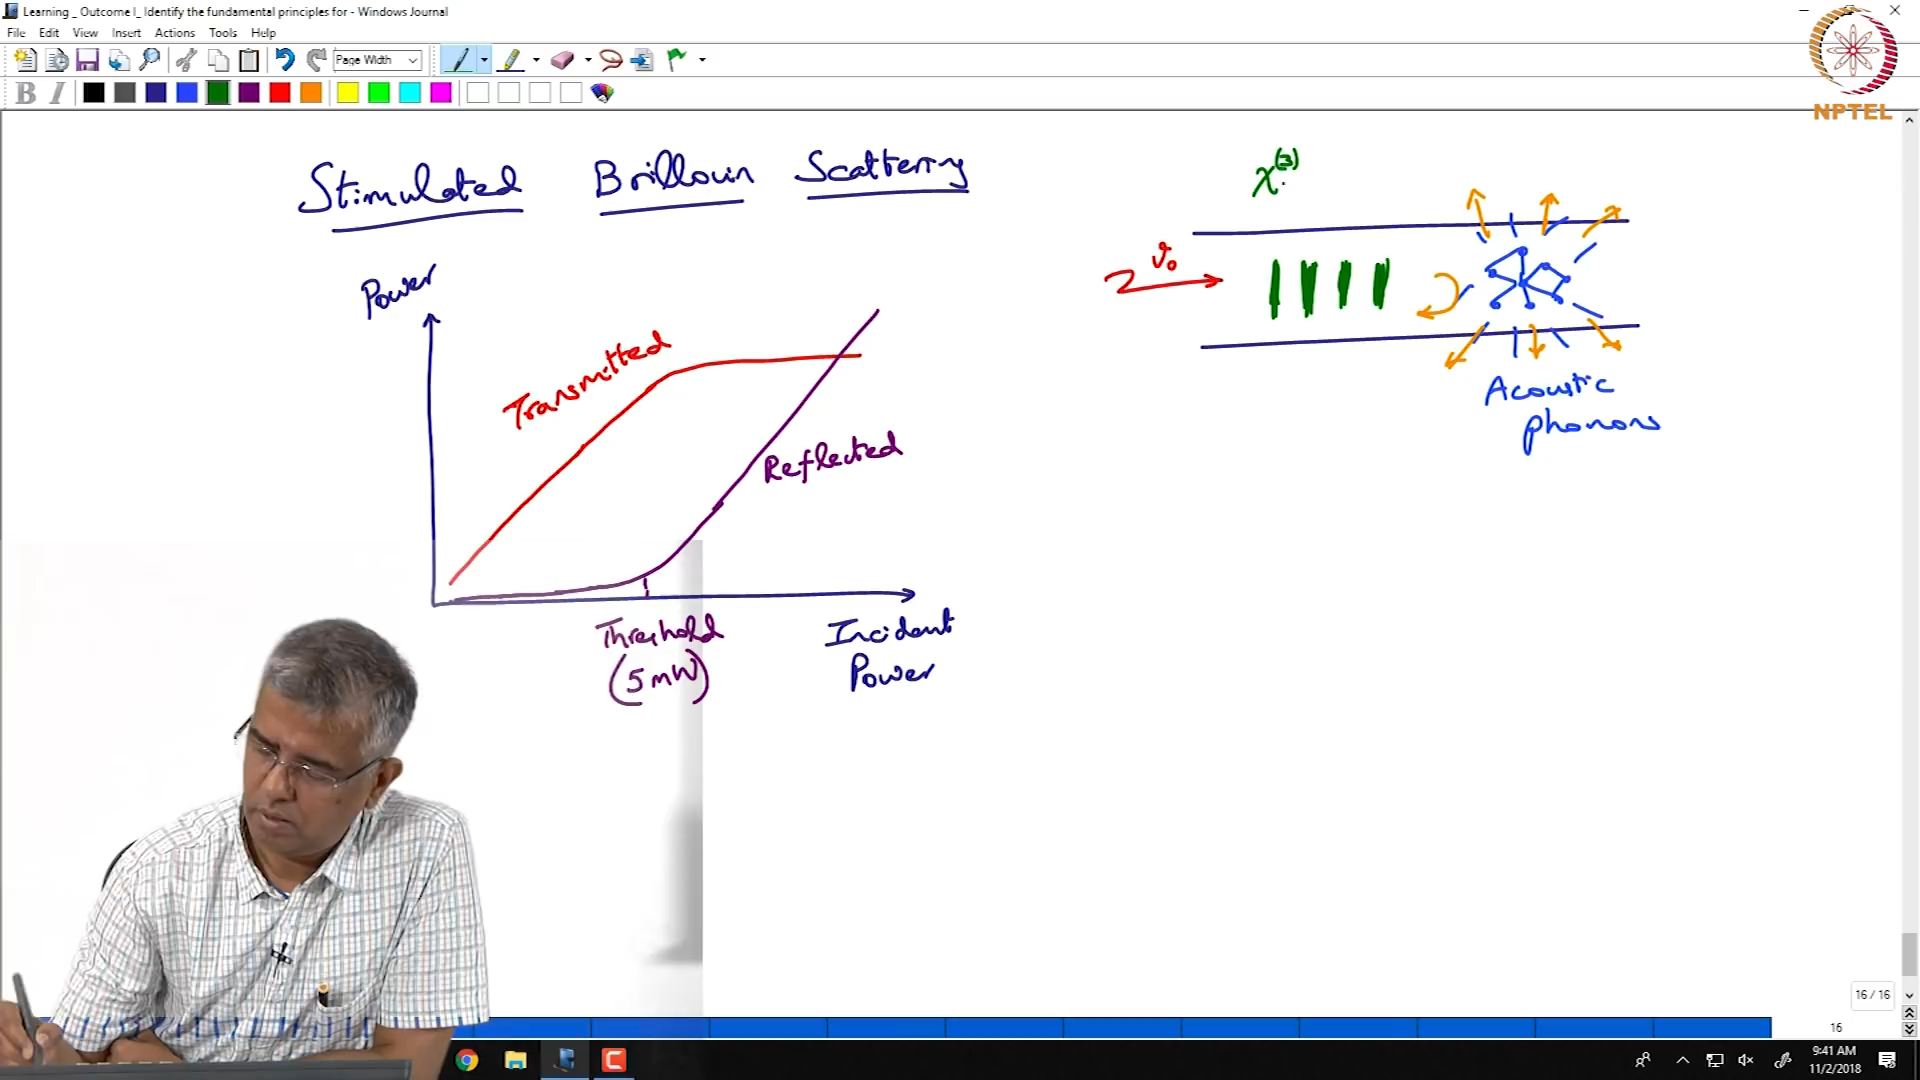 Learning _ Outcome I_ Identify the fundamental principles for - Windows Journal
File Edit View Insert Actions Tools Help
Page Width
B I
NPTEL
Stimulated Brillouin Scattering
χ(3)
Power
ν₀
Transmitted
Reflected
Acoustic
phonons
Threshold
(5mW)
Incident
Power
16 / 16
16
9:41 AM
11/2/2018